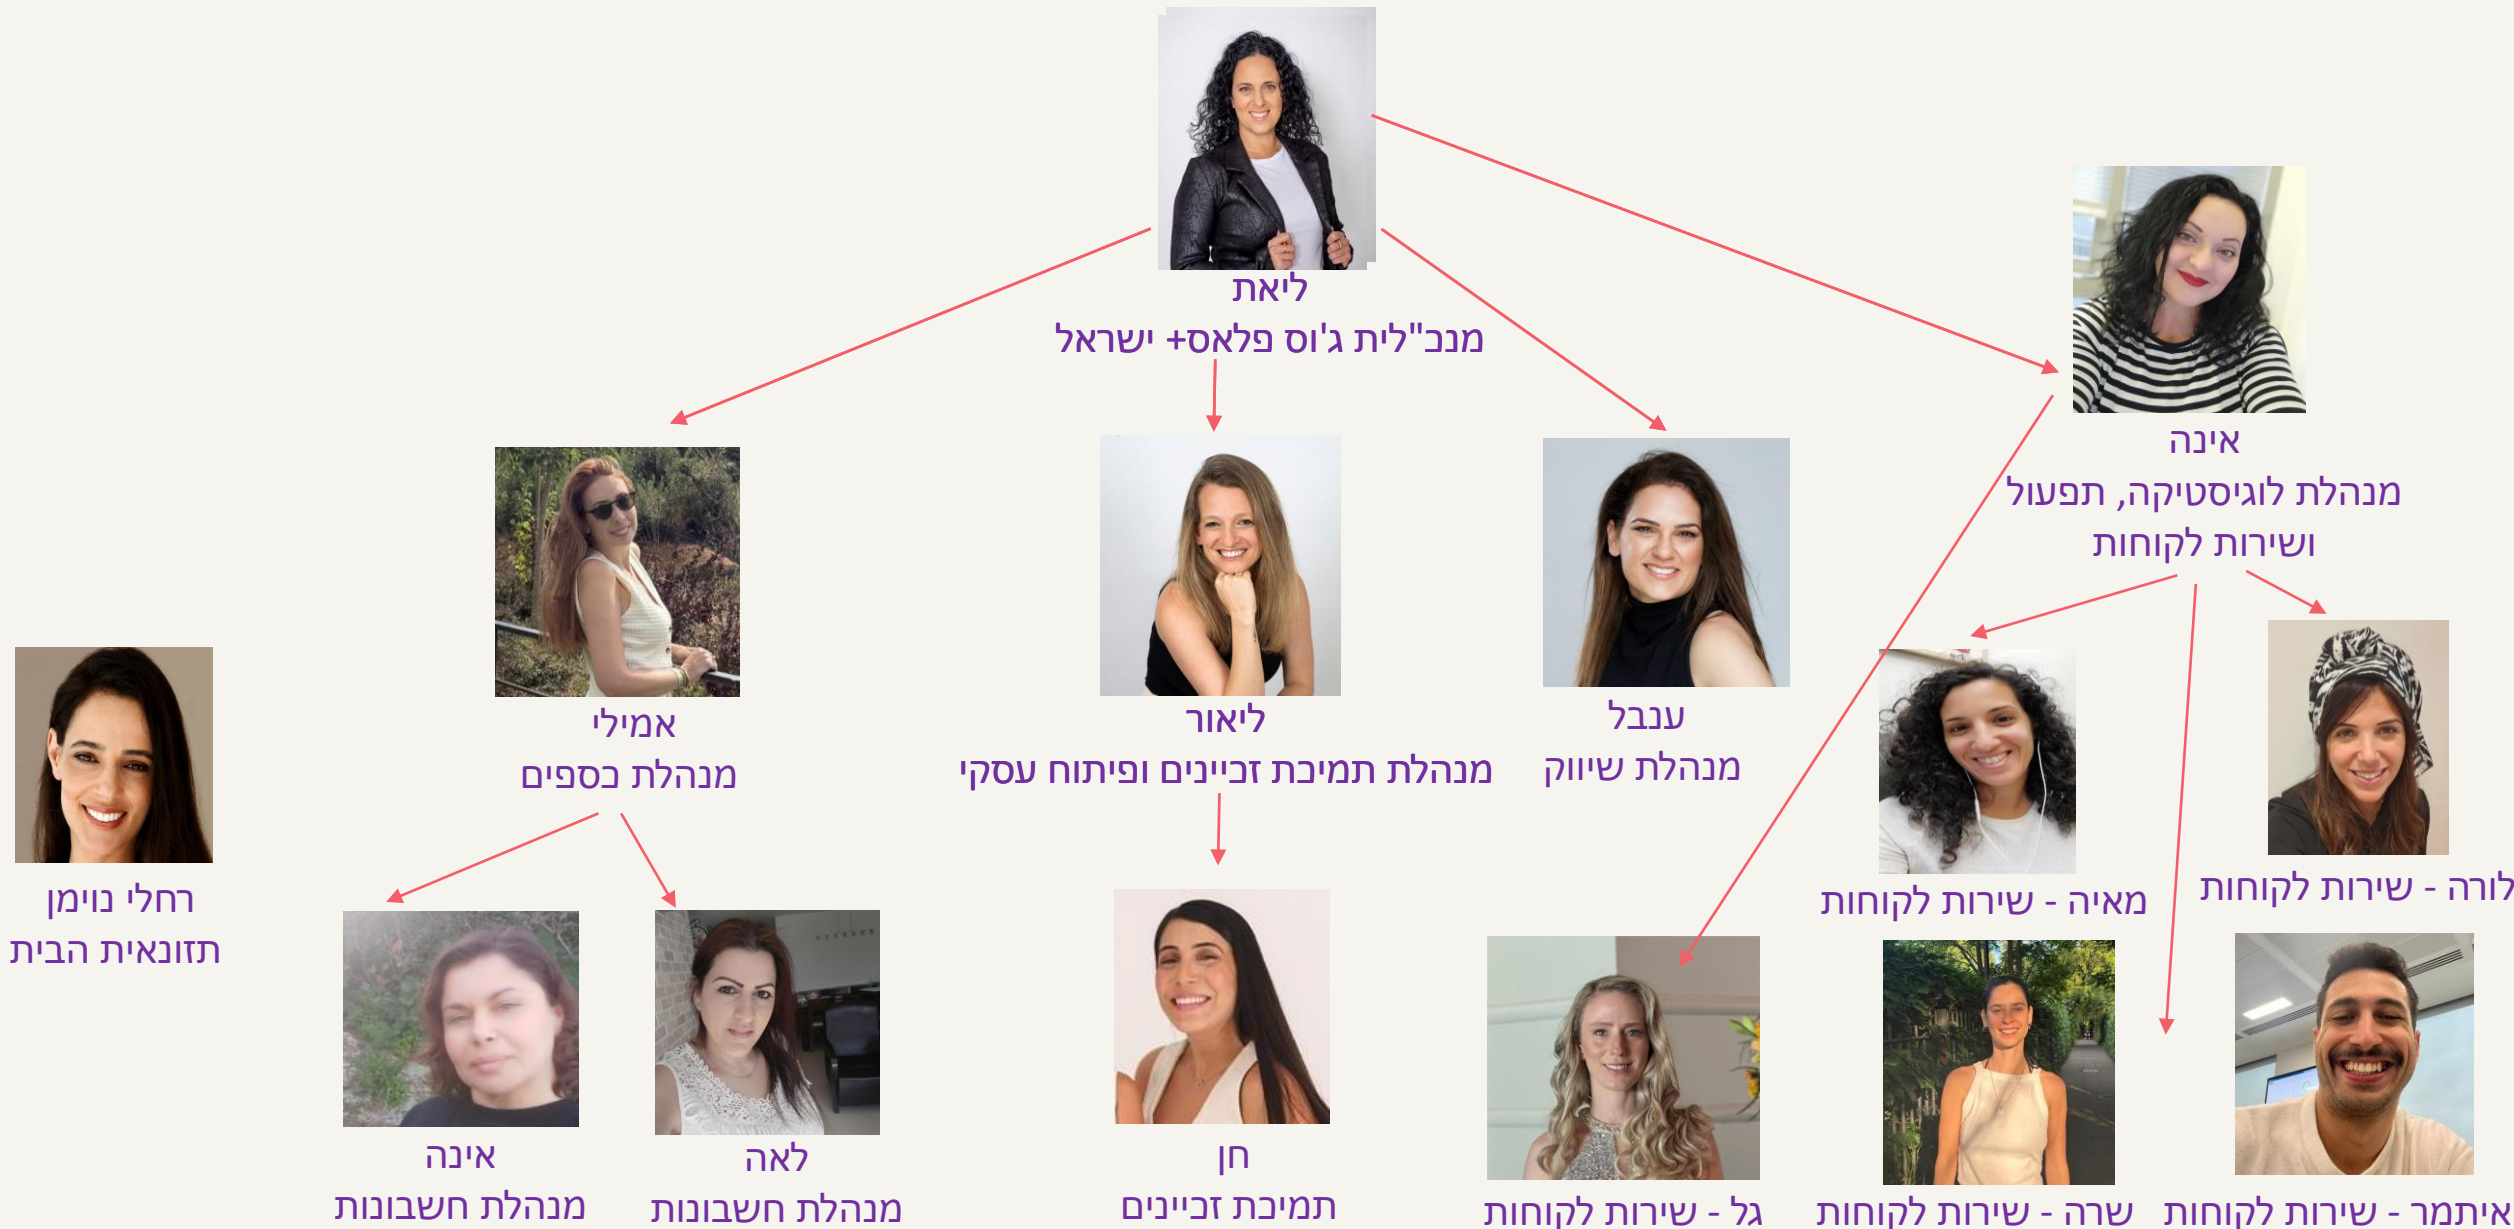 ליאת
מנכ"לית ג'וס פלאס+ ישראל
אינה
מנהלת לוגיסטיקה, תפעול
ושירות לקוחות
אמילי
מנהלת כספים
ליאור
מנהלת תמיכת זכיינים ופיתוח עסקי
ענבל
מנהלת שיווק
לורה - שירות לקוחות
מאיה - שירות לקוחות
רחלי נוימן
תזונאית הבית
איתמר - שירות לקוחות
שרה - שירות לקוחות
גל - שירות לקוחות
חן
תמיכת זכיינים
לאה
מנהלת חשבונות
אינה
מנהלת חשבונות